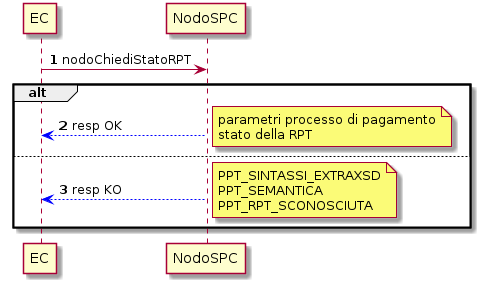 EC
NodoSPC
1 nodoChiediStatoRPT
alt
2 resp OK
parametri processo di pagamento
stato della RPT
3 resp KO
PPT_SINTASSI_EXTRAXSD
PPT_SEMANTICA
PPT_RPT_SCONOSCIUTA
EC
NodoSPC